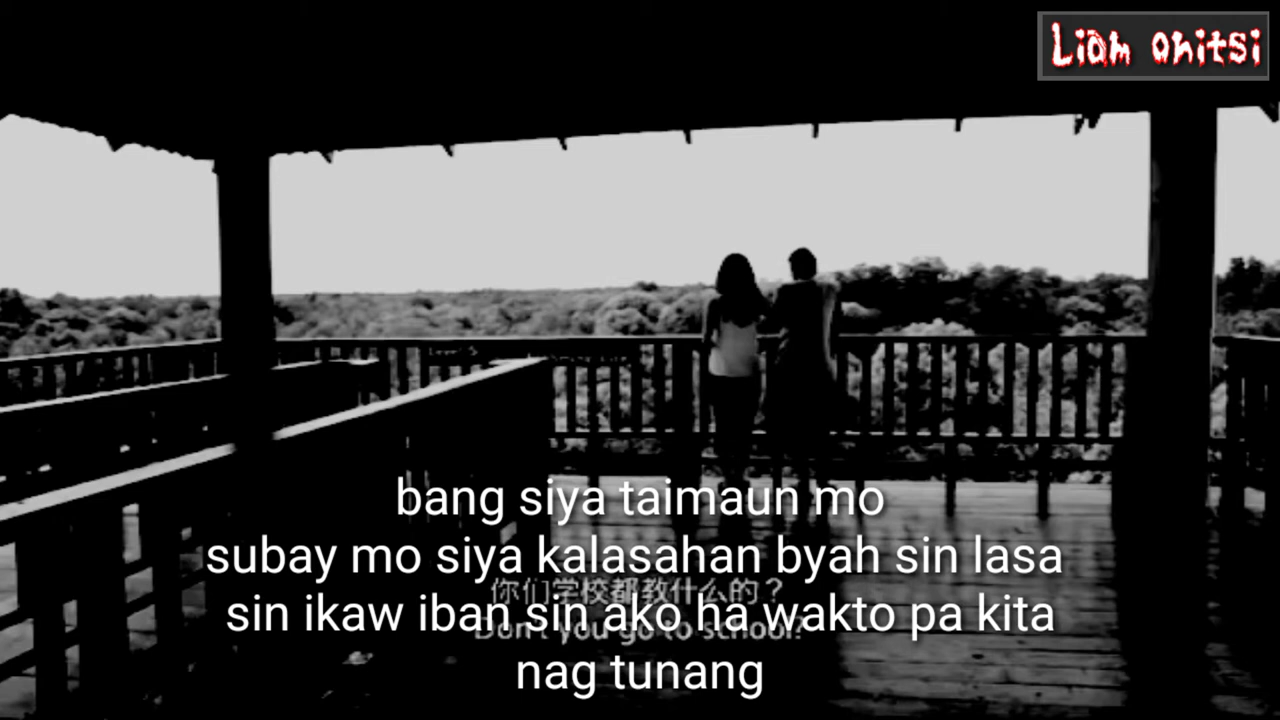 Liam onitsi
bang siya taimaun mo
subay mo siya kalasahan byah sin lasa
你们学校都教什么的？
sin ikaw iban sin ako ha wakto pa kita
Don't you go to school?
nag tunang